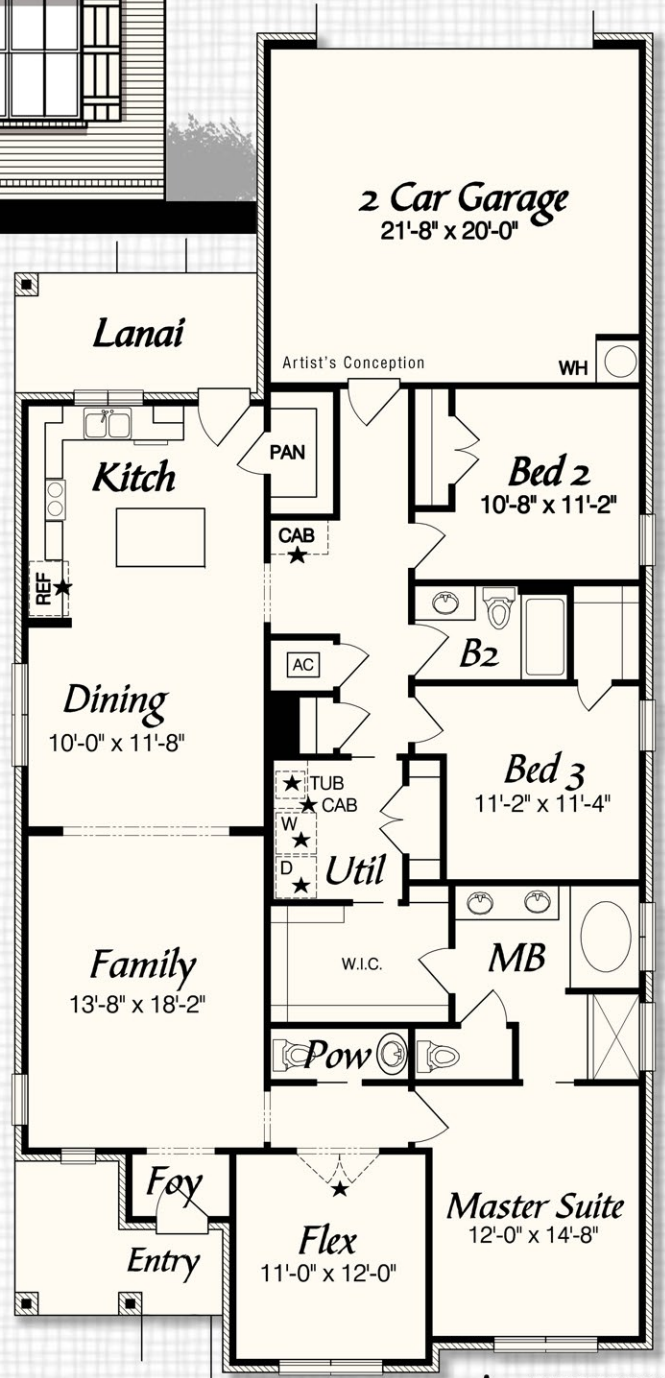 2 Car Garage
21'-8" x 20'-0"
Lanai
Artist's Conception
WH
Kitch
PAN
Bed 2
10'-8" x 11'-2"
CAB
REF
B2
AC
Dining
10'-0" x 11'-8"
Bed 3
11'-2" x 11'-4"
TUB
CAB
W
D
Util
Family
13'-8" x 18'-2"
W.I.C.
MB
Pow
Foy
Master Suite
12'-0" x 14'-8"
Flex
11'-0" x 12'-0"
Entry